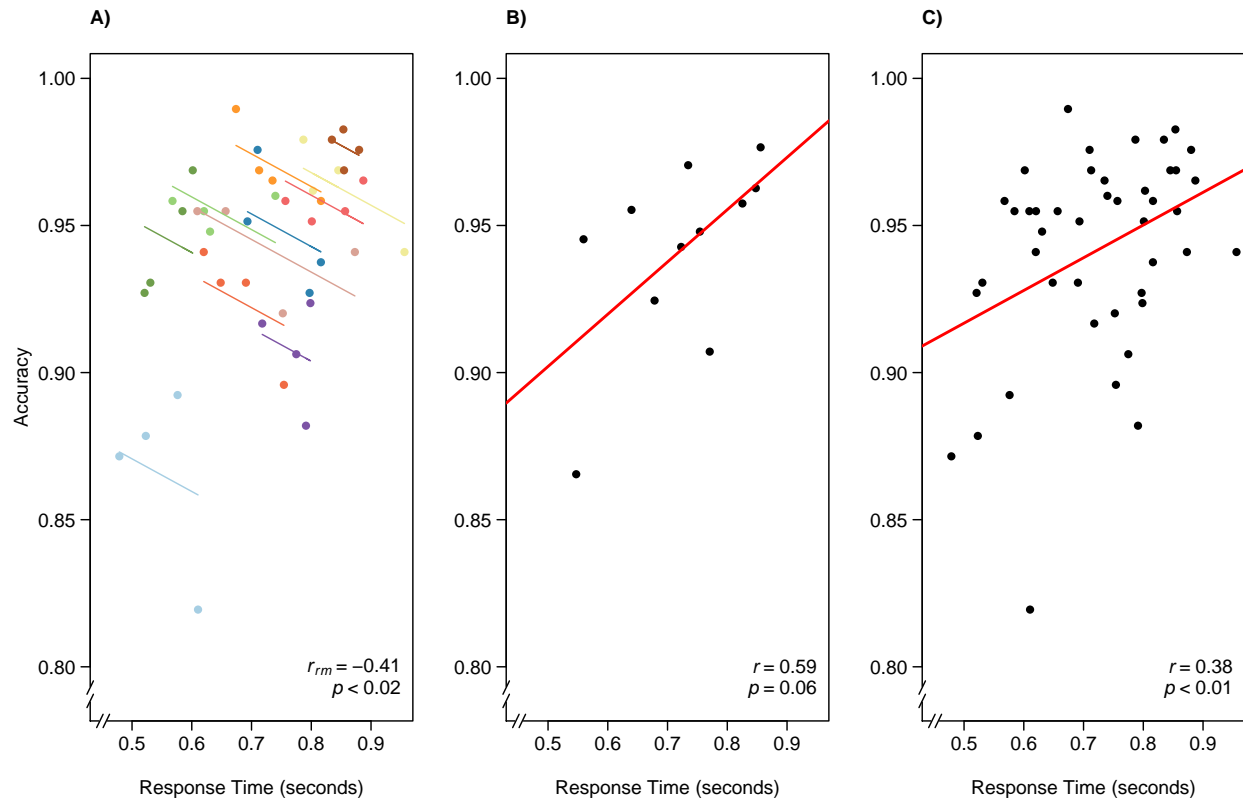 A)
B)
C)
Accuracy
1.00
0.95
0.90
0.85
0.80
0.5 0.6 0.7 0.8 0.9
Response Time (seconds)
r_rm = −0.41
p < 0.02
1.00
0.95
0.90
0.85
0.80
0.5 0.6 0.7 0.8 0.9
Response Time (seconds)
r = 0.59
p = 0.06
1.00
0.95
0.90
0.85
0.80
0.5 0.6 0.7 0.8 0.9
Response Time (seconds)
r = 0.38
p < 0.01